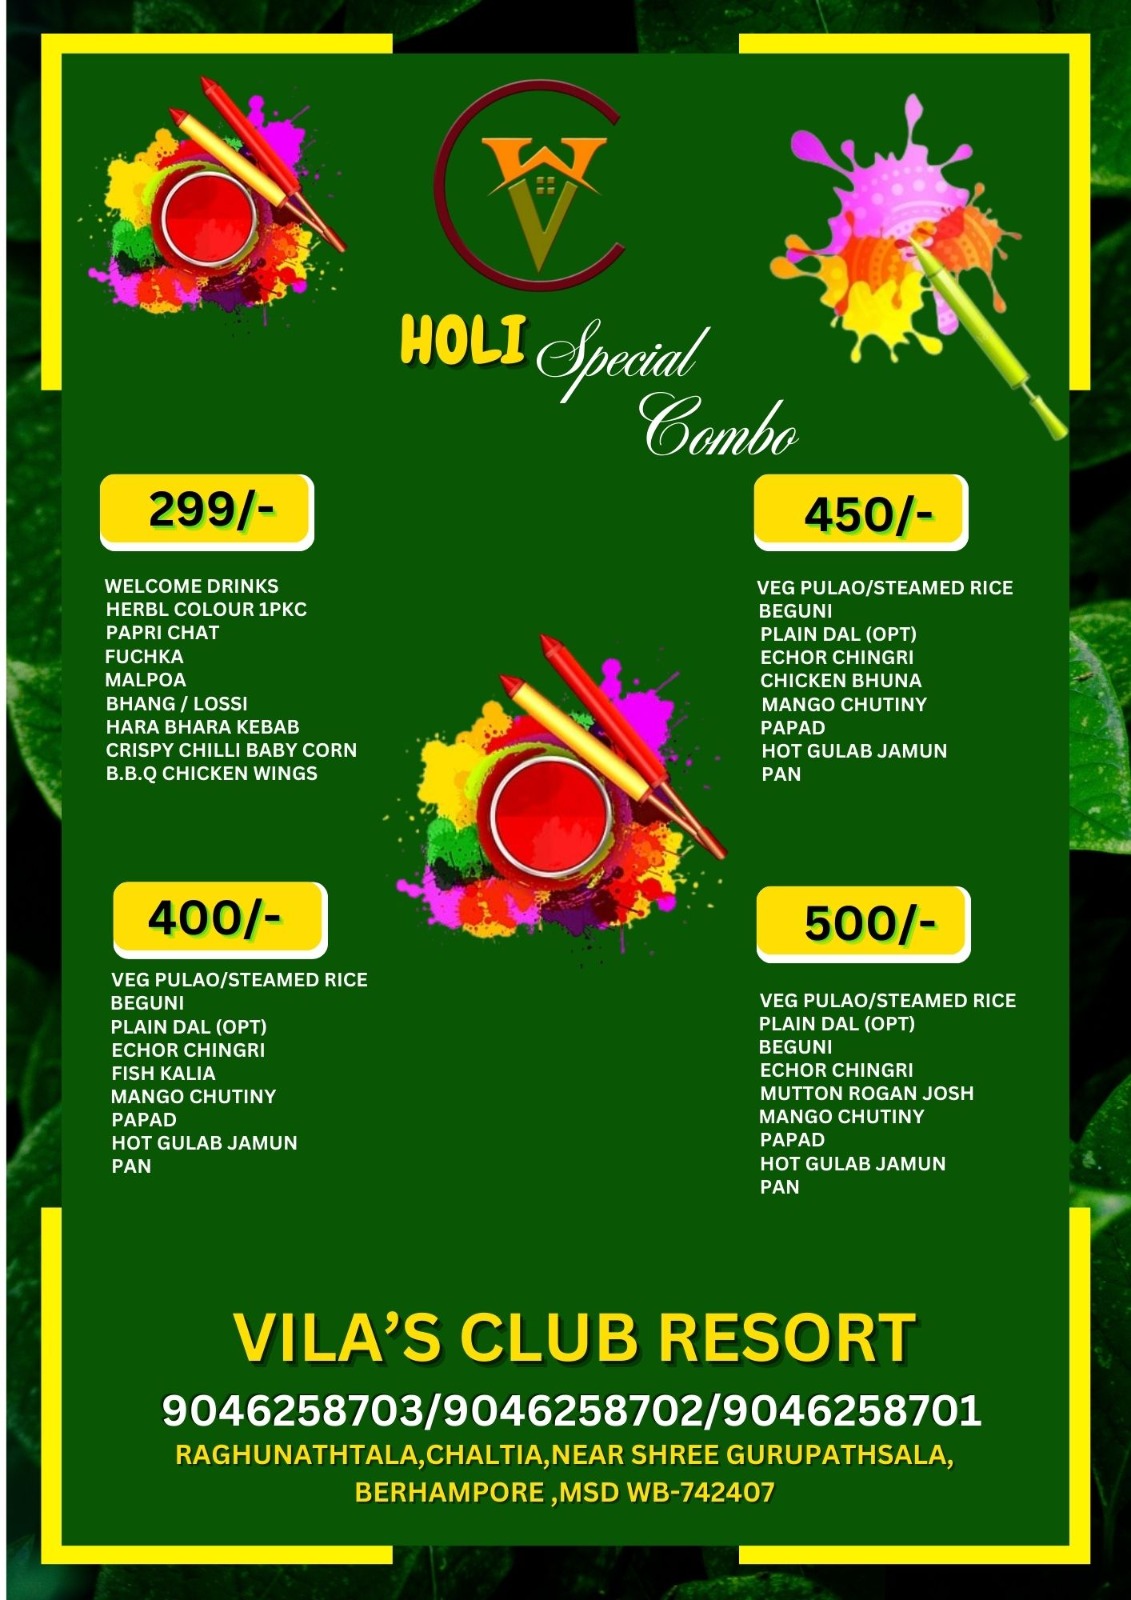 HOLI Special
Combo
299/-
WELCOME DRINKS
HERBL COLOUR 1PKC
PAPRI CHAT
FUCHKA
MALPOA
BHANG / LOSSI
HARA BHARA KEBAB
CRISPY CHILLI BABY CORN
B.B.Q CHICKEN WINGS
450/-
VEG PULAO/STEAMED RICE
BEGUNI
PLAIN DAL (OPT)
ECHOR CHINGRI
CHICKEN BHUNA
MANGO CHUTINY
PAPAD
HOT GULAB JAMUN
PAN
400/-
VEG PULAO/STEAMED RICE
BEGUNI
PLAIN DAL (OPT)
ECHOR CHINGRI
FISH KALIA
MANGO CHUTINY
PAPAD
HOT GULAB JAMUN
PAN
500/-
VEG PULAO/STEAMED RICE
PLAIN DAL (OPT)
BEGUNI
ECHOR CHINGRI
MUTTON ROGAN JOSH
MANGO CHUTINY
PAPAD
HOT GULAB JAMUN
PAN
VILA’S CLUB RESORT
9046258703/9046258702/9046258701
RAGHUNATHTALA,CHALTIA,NEAR SHREE GURUPATHSALA,
BERHAMPORE ,MSD WB-742407